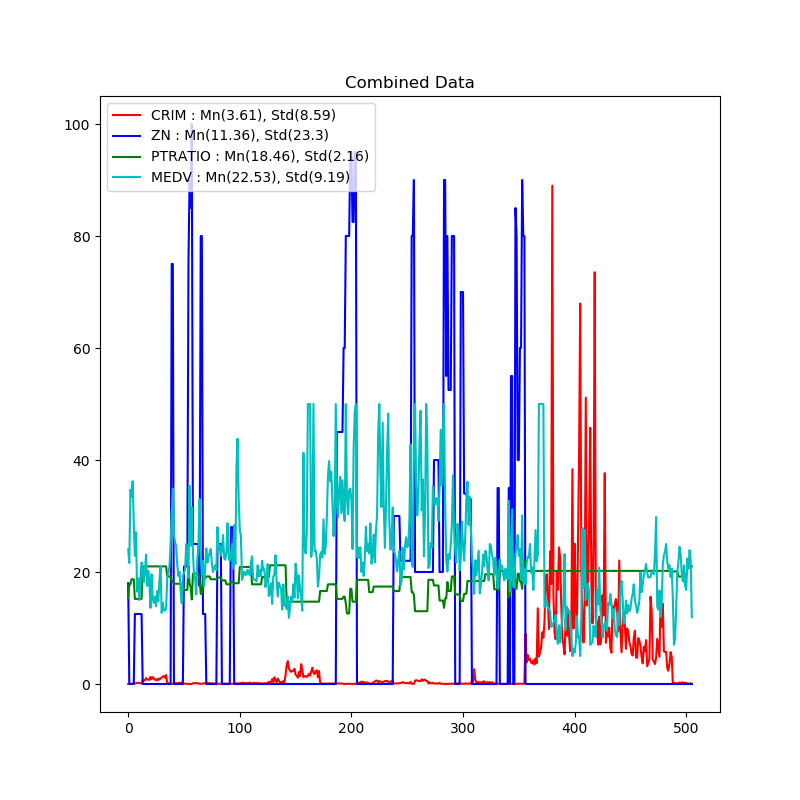 Combined Data
CRIM : Mn(3.61), Std(8.59)
ZN : Mn(11.36), Std(23.3)
PTRATIO : Mn(18.46), Std(2.16)
MEDV : Mn(22.53), Std(9.19)
100
80
60
40
20
0
0 100 200 300 400 500